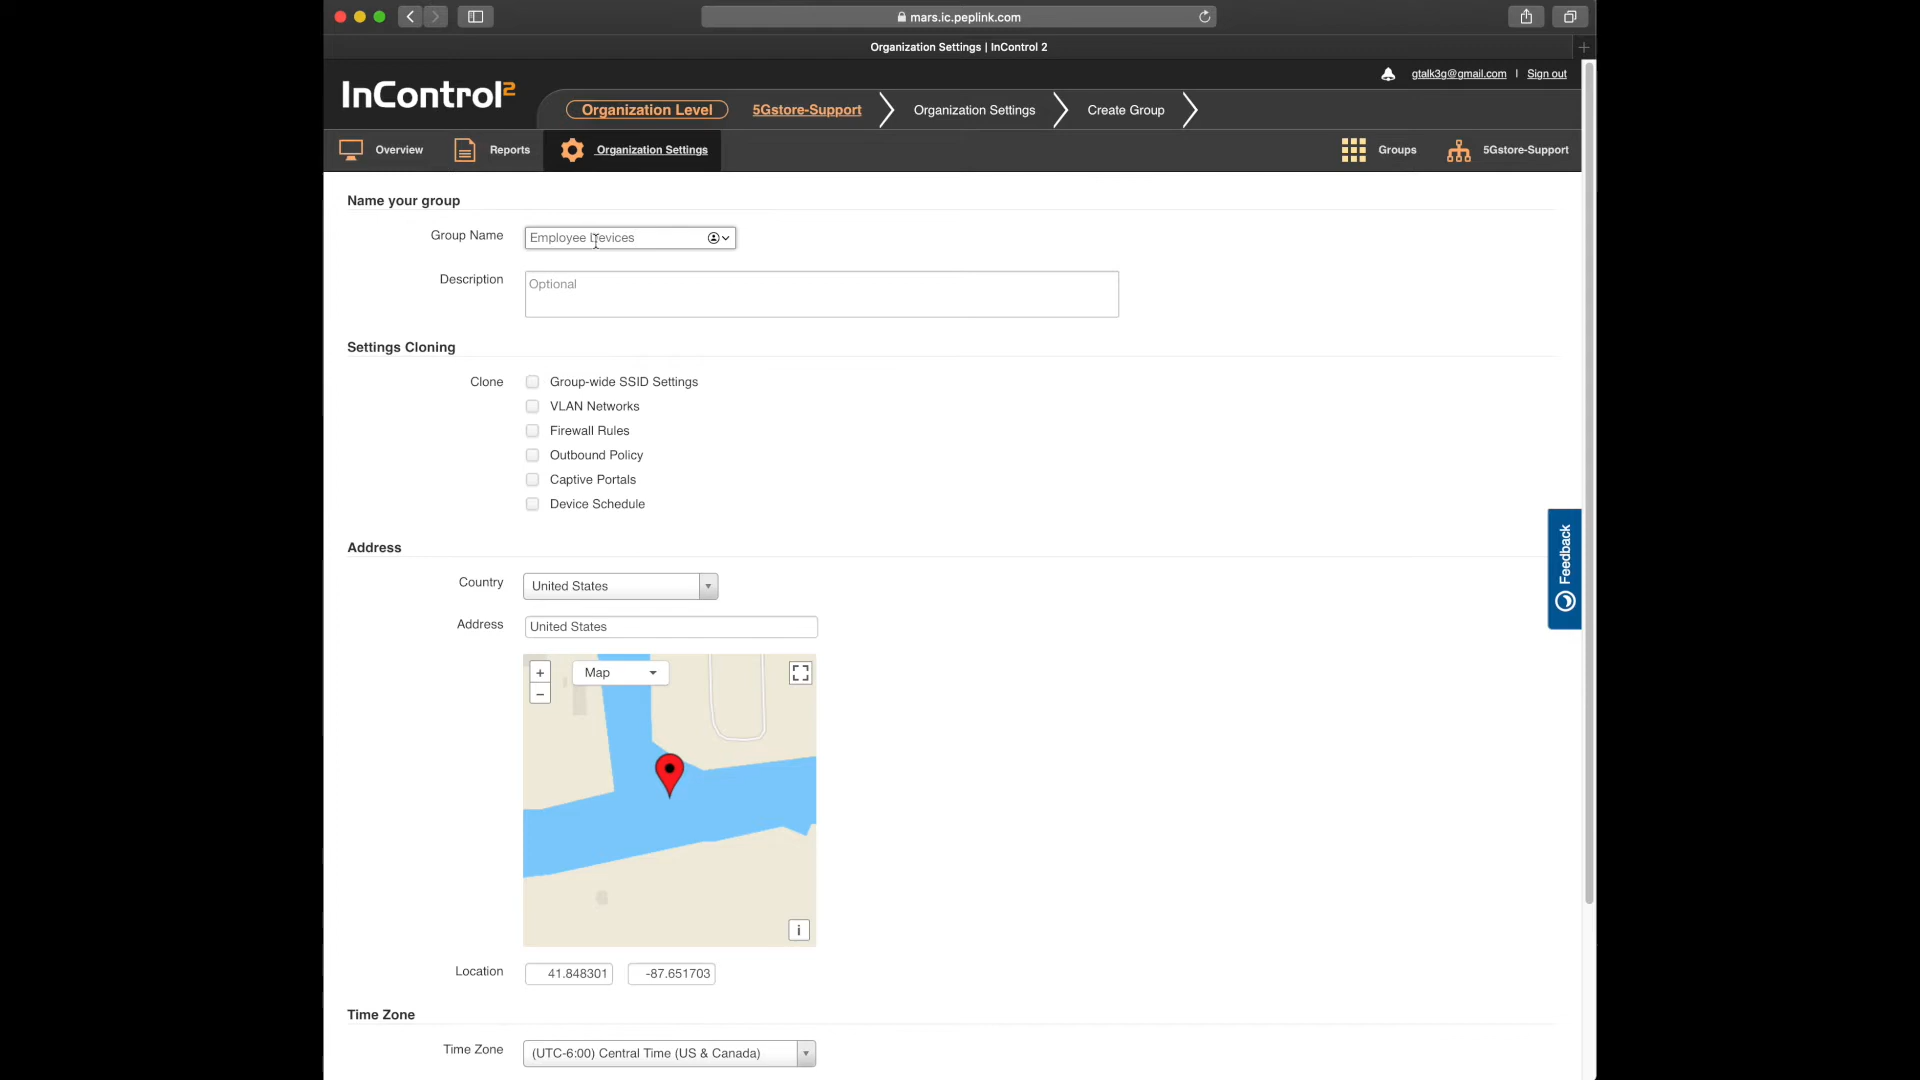 mars.ic.peplink.com
Organization Settings | InControl 2
gtalk3g@gmail.com | Sign out
InControl2
Organization Level 5Gstore-Support Organization Settings Create Group
Overview Reports Organization Settings Groups 5Gstore-Support
Name your group
Group Name Employee Devices
Description Optional
Settings Cloning
Clone Group-wide SSID Settings
VLAN Networks
Firewall Rules
Outbound Policy
Captive Portals
Device Schedule
Feedback
Address
Country United States
Address United States
+ Map
−
i
Location 41.848301 -87.651703
Time Zone
Time Zone (UTC-6:00) Central Time (US & Canada)